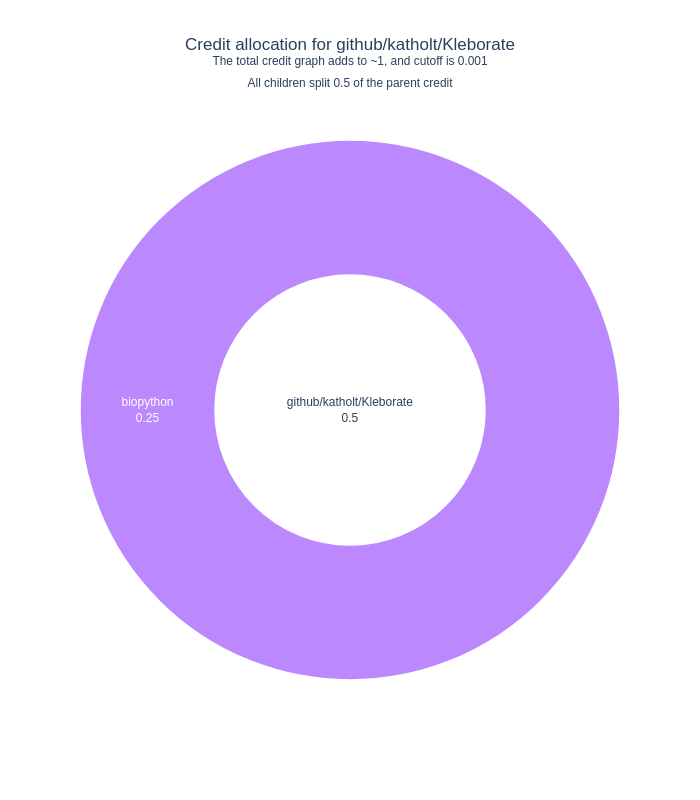 Credit allocation for github/katholt/Kleborate
The total credit graph adds to ~1, and cutoff is 0.001
All children split 0.5 of the parent credit
biopython
0.25
github/katholt/Kleborate
0.5